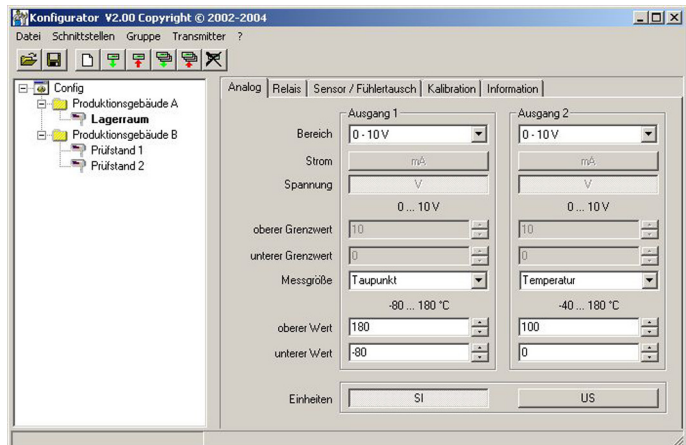 Konfigurator V2.00 Copyright © 2002-2004
Datei Schnittstellen Gruppe Transmitter ?
Config
Produktionsgebäude A
Lagerraum
Produktionsgebäude B
Prüfstand 1
Prüfstand 2
Analog Relais Sensor / Fühlertausch Kalibration Information
Ausgang 1 Ausgang 2
Bereich 0 - 10 V 0 - 10 V
Strom mA mA
Spannung V V
0 ... 10 V 0 ... 10 V
oberer Grenzwert 10 10
unterer Grenzwert 0 0
Messgröße Taupunkt Temperatur
-80 ... 180 °C -40 ... 180 °C
oberer Wert 180 100
unterer Wert -80 0
Einheiten SI US